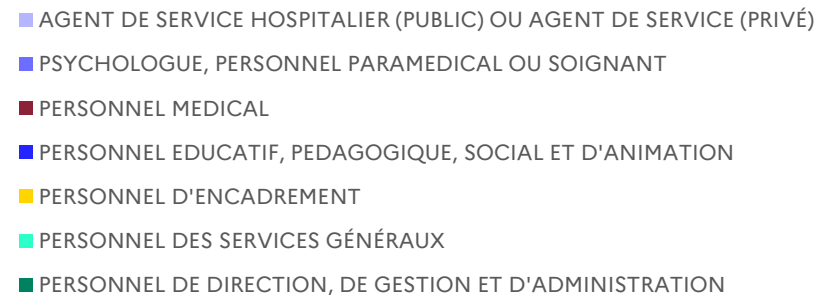 AGENT DE SERVICE HOSPITALIER (PUBLIC) OU AGENT DE SERVICE (PRIVÉ)
PSYCHOLOGUE, PERSONNEL PARAMEDICAL OU SOIGNANT
PERSONNEL MEDICAL
PERSONNEL EDUCATIF, PEDAGOGIQUE, SOCIAL ET D'ANIMATION
PERSONNEL D'ENCADREMENT
PERSONNEL DES SERVICES GÉNÉRAUX
PERSONNEL DE DIRECTION, DE GESTION ET D'ADMINISTRATION